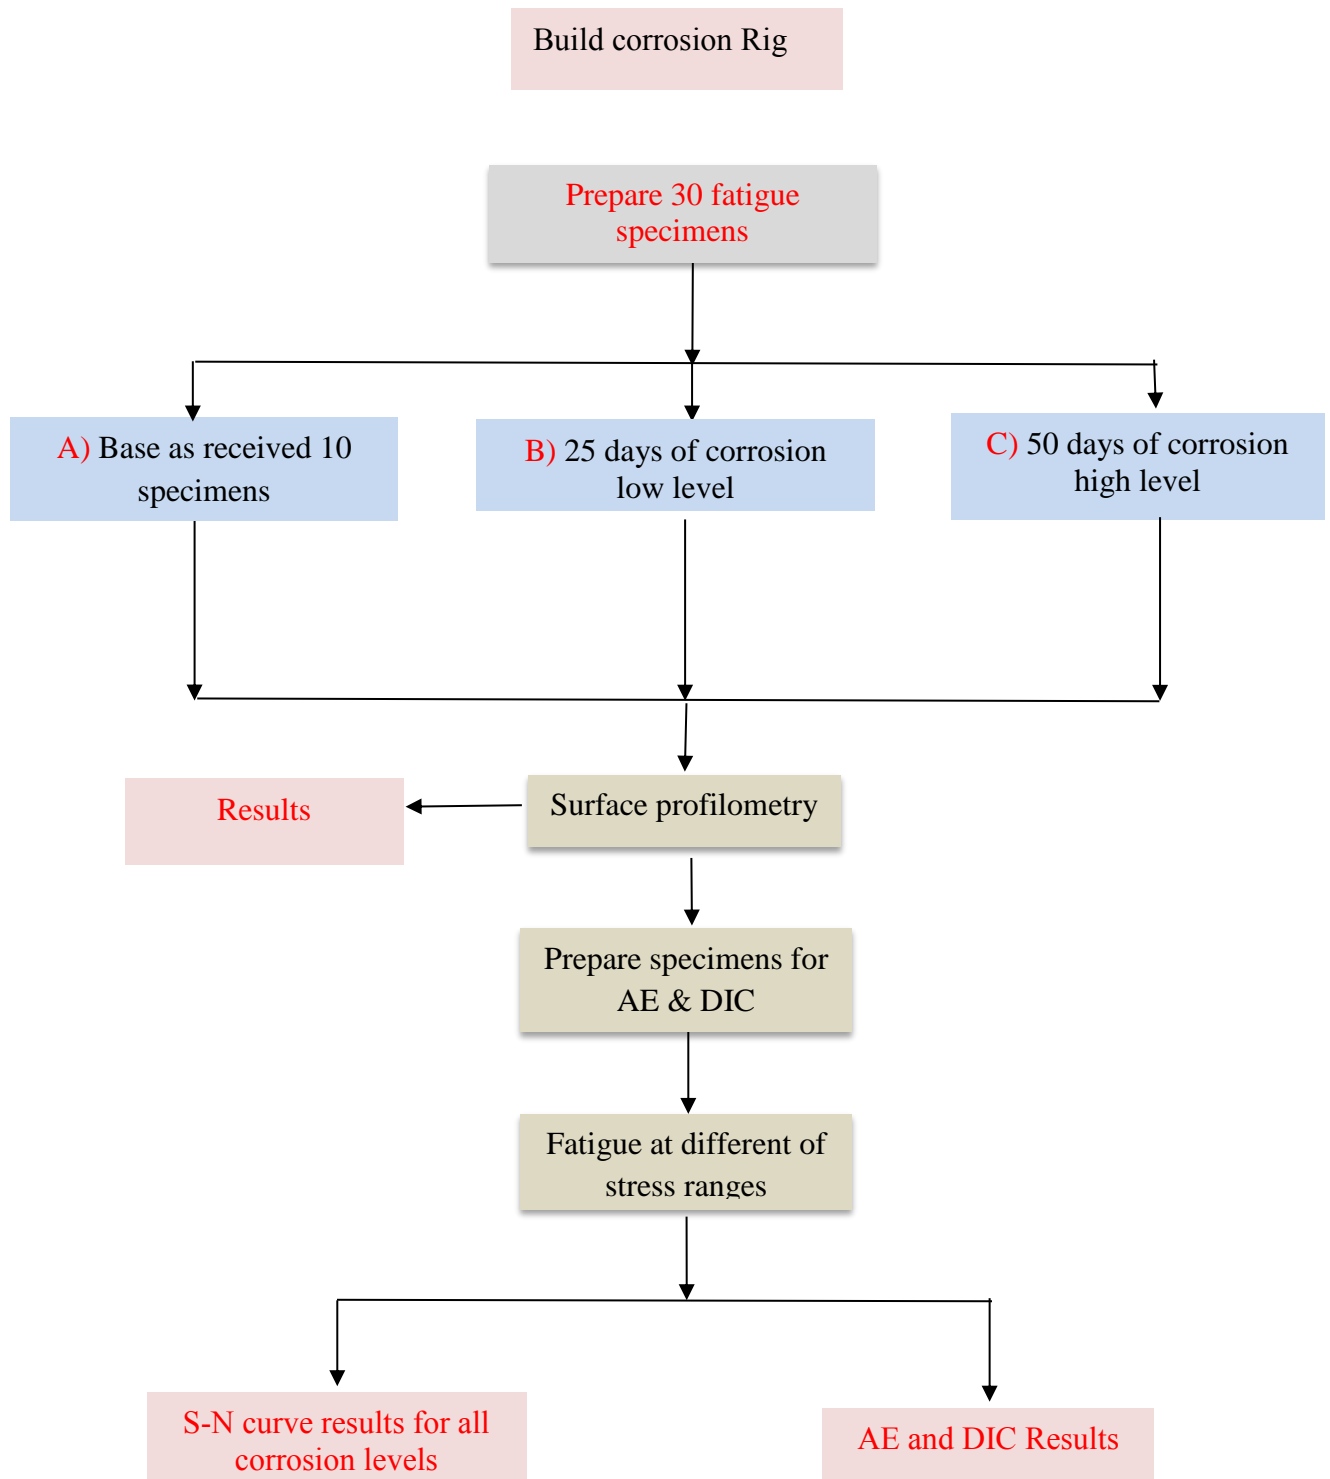 Build corrosion Rig
Prepare 30 fatigue
specimens
A) Base as received 10
specimens
B) 25 days of corrosion
low level
C) 50 days of corrosion
high level
Results
Surface profilometry
Prepare specimens for
AE & DIC
Fatigue at different of
stress ranges
S-N curve results for all
corrosion levels
AE and DIC Results